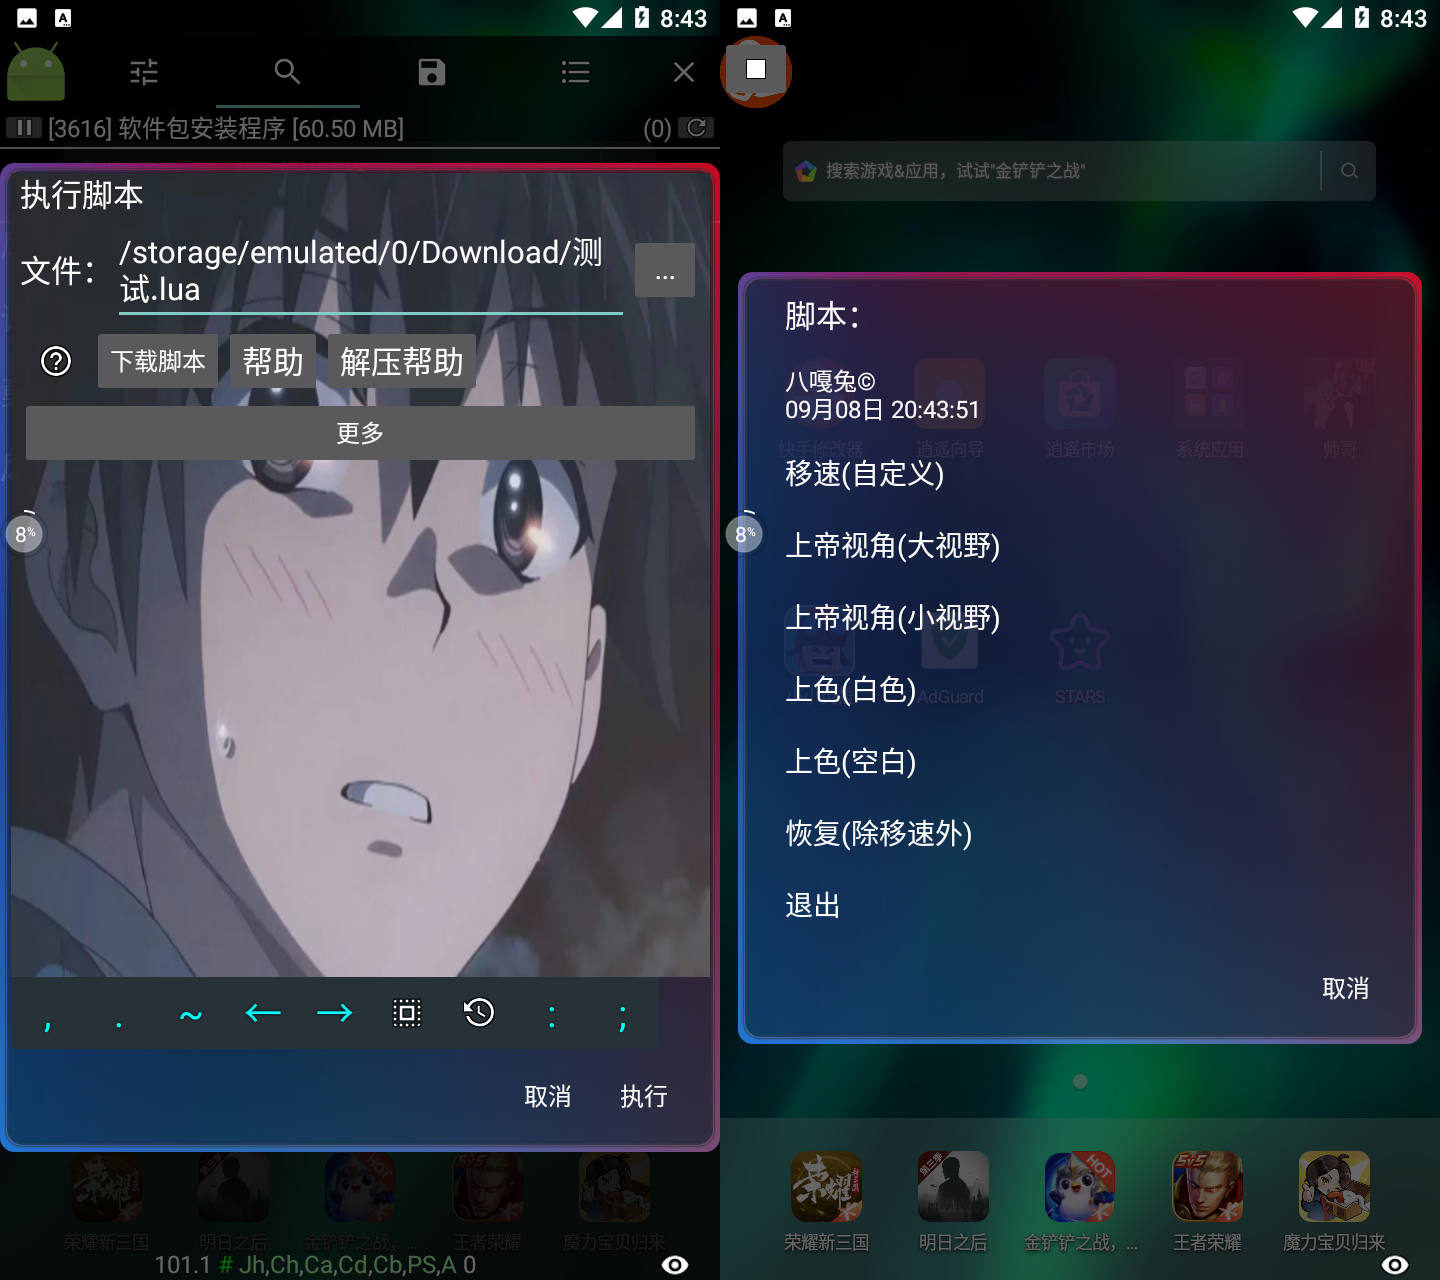 8:43
[3616] 软件包安装程序 [60.50 MB]
(0)
执行脚本
文件：
/storage/emulated/0/Download/测
试.lua
...
下载脚本
帮助
解压帮助
更多
8%
, . ~ ← → : ;
取消
执行
荣耀新三国
明日之后
金铲铲之战，
王者荣耀
魔力宝贝归来
101.1 # Jh,Ch,Ca,Cd,Cb,PS,A 0
8:43
搜索游戏&应用，试试"金铲铲之战"
脚本：
八嘎兔©
09月08日 20:43:51
快手修改器
逍遥向导
逍遥市场
系统应用
师哥
移速(自定义)
上帝视角(大视野)
8%
上帝视角(小视野)
上色(白色)
AdGuard
STARS
上色(空白)
恢复(除移速外)
退出
取消
HOT
5v5
荣耀新三国
明日之后
金铲铲之战，...
王者荣耀
魔力宝贝归来